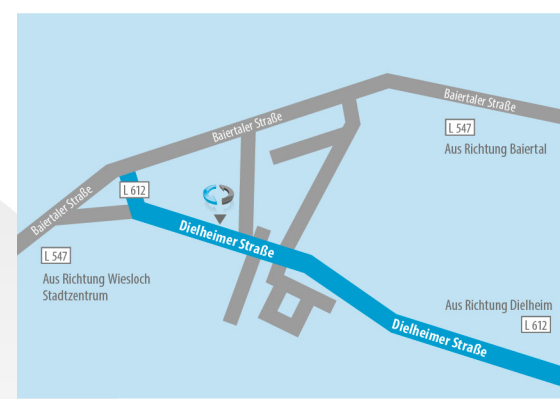 Baiertaler Straße
L 547
Aus Richtung Baiertal
Baiertaler Straße
L 612
Baiertaler Straße
Dielheimer Straße
L 547
Aus Richtung Wiesloch
Stadtzentrum
Aus Richtung Dielheim
L 612
Dielheimer Straße